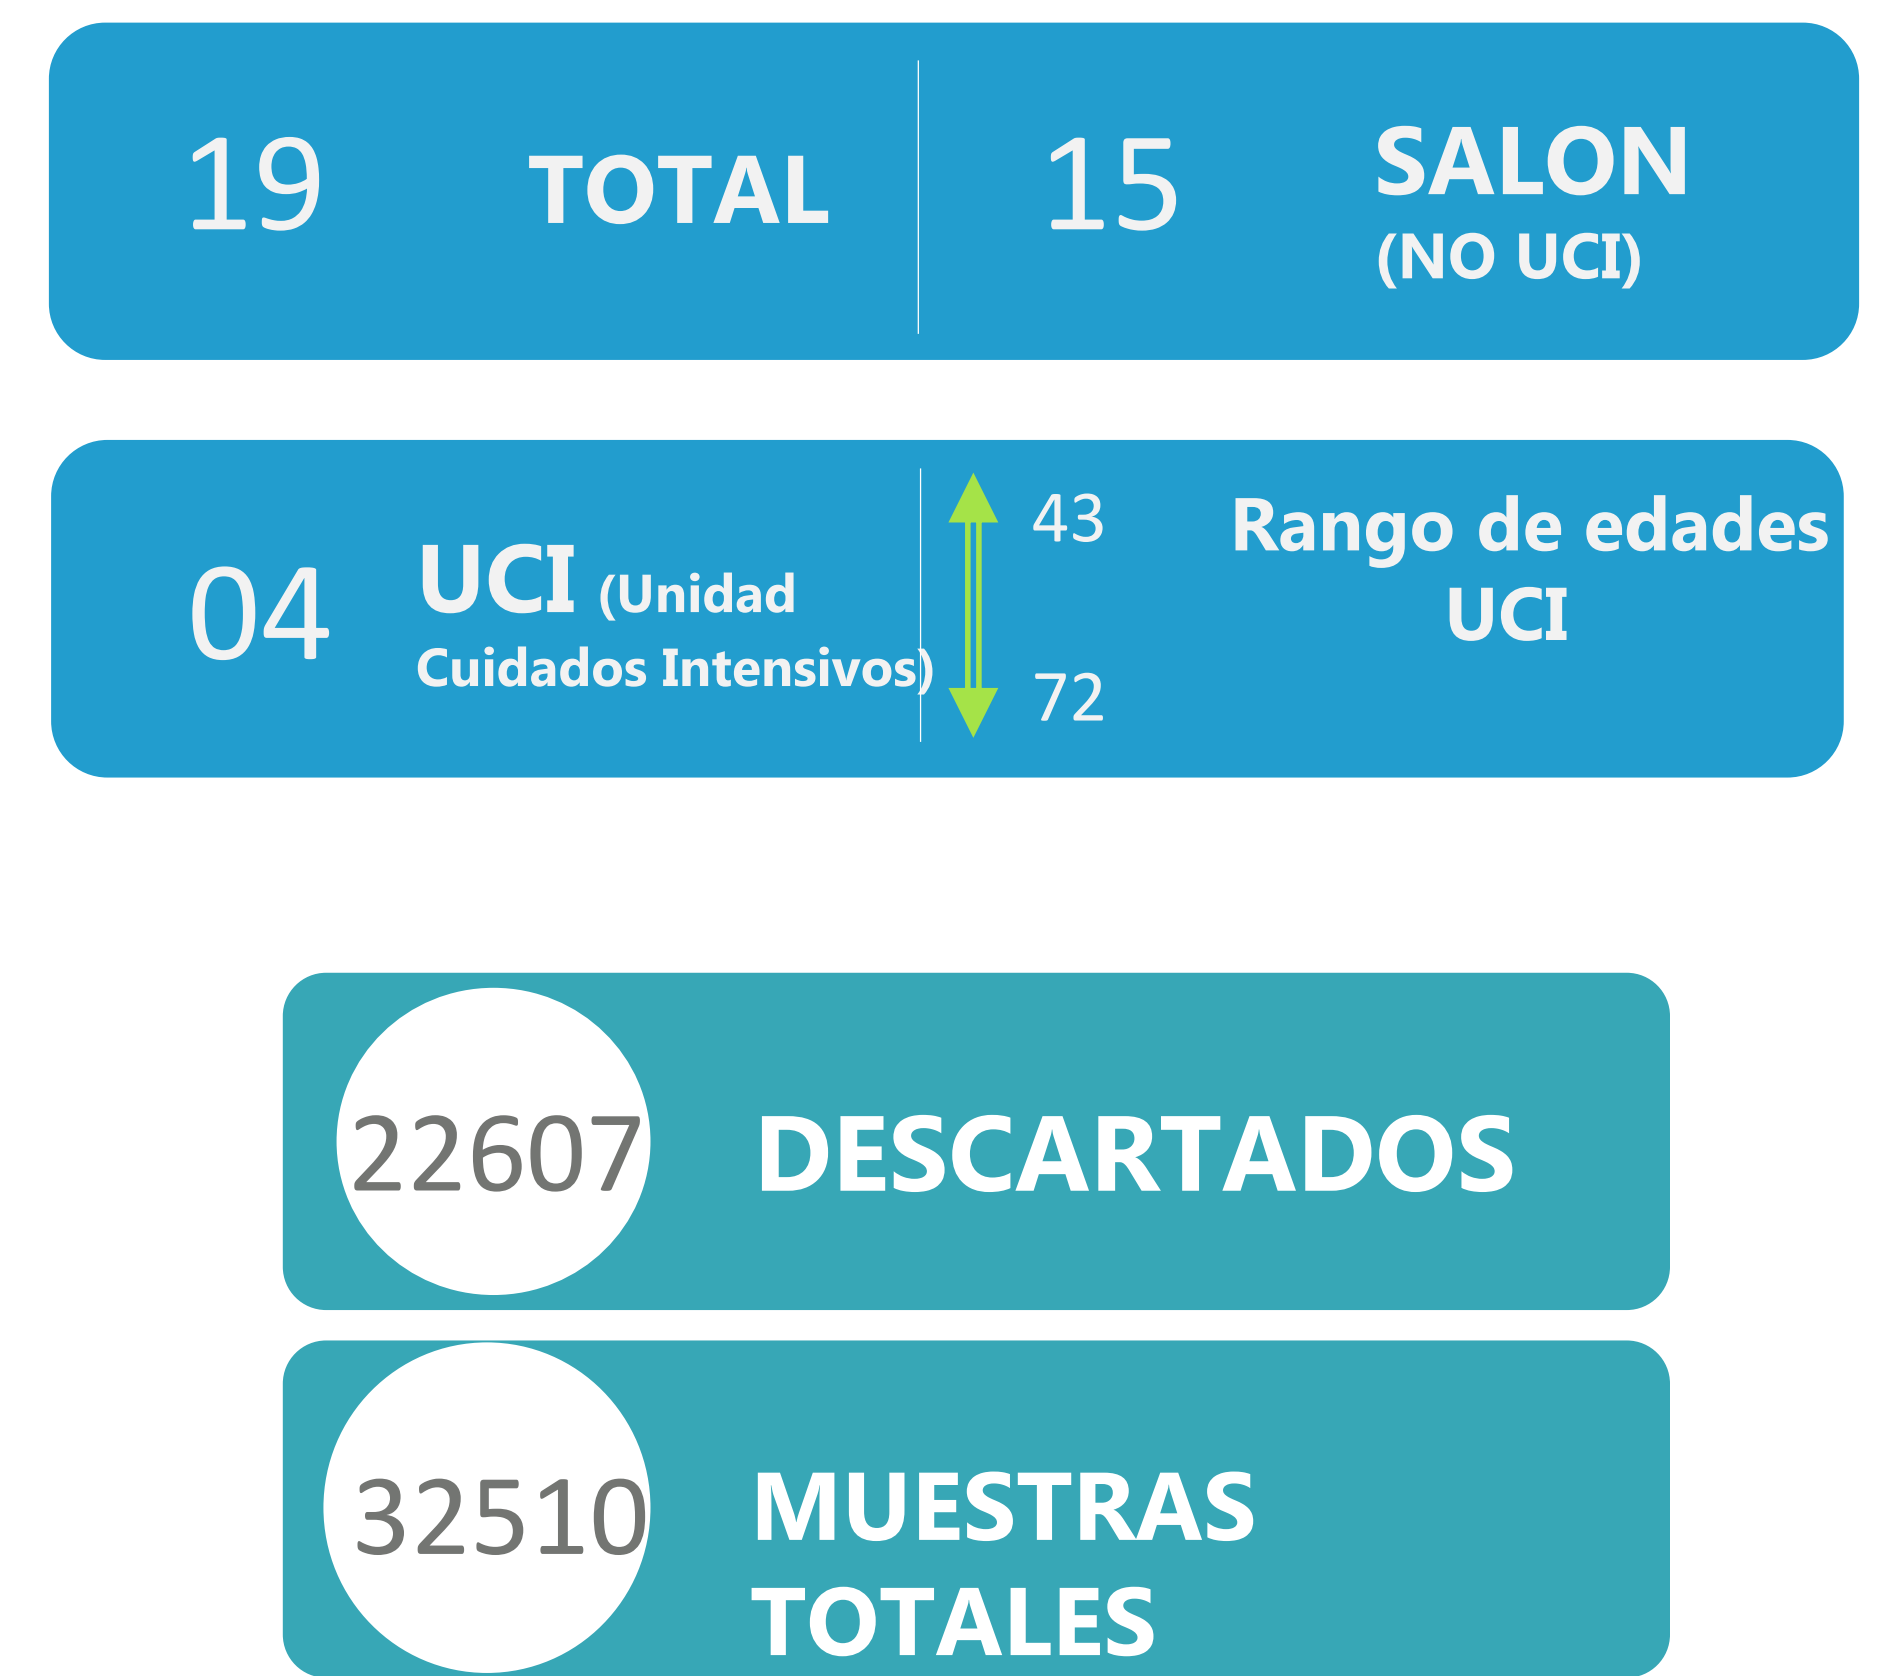 19 TOTAL 15 SALON
(NO UCI)
04 UCI (Unidad
Cuidados Intensivos)
43 Rango de edades
UCI
72
22607 DESCARTADOS
32510 MUESTRAS
TOTALES